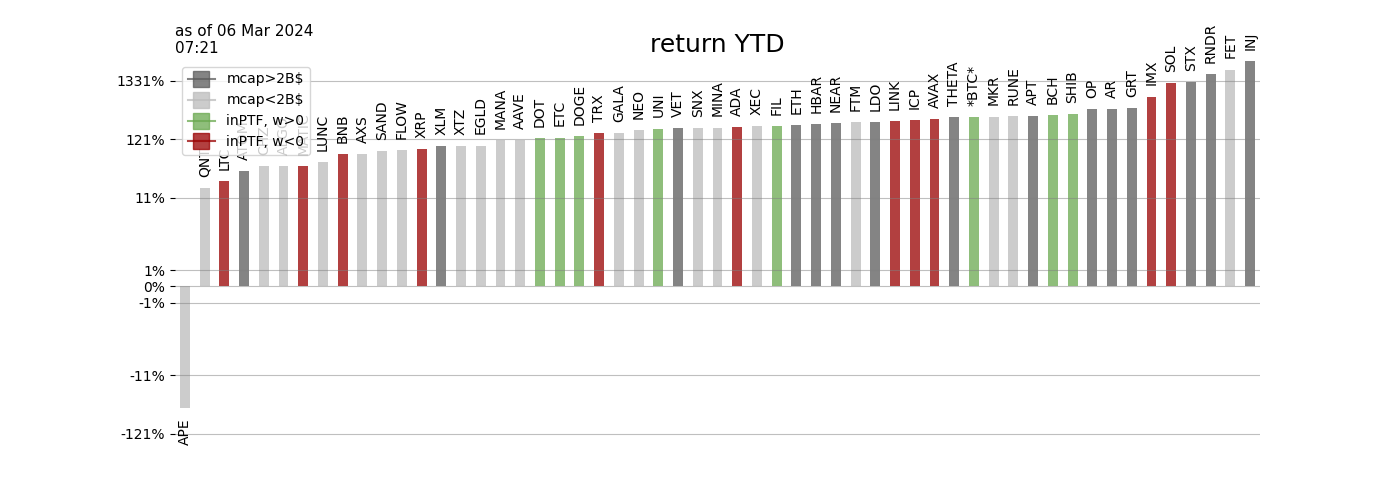 as of 06 Mar 2024
07:21
return YTD
mcap>2B$
mcap<2B$
inPTF, w>0
inPTF, w<0
1331%
121%
11%
1%
0%
-1%
-11%
-121%
APE
QNT
LTC
LUNC
BNB
AXS
SAND
FLOW
XRP
XLM
XTZ
EGLD
MANA
AAVE
DOT
ETC
DOGE
TRX
GALA
NEO
UNI
VET
SNX
MINA
ADA
XEC
FIL
ETH
HBAR
NEAR
FTM
LDO
LINK
ICP
AVAX
THETA
*BTC*
MKR
RUNE
APT
BCH
SHIB
OP
AR
GRT
IMX
SOL
STX
RNDR
FET
INJ